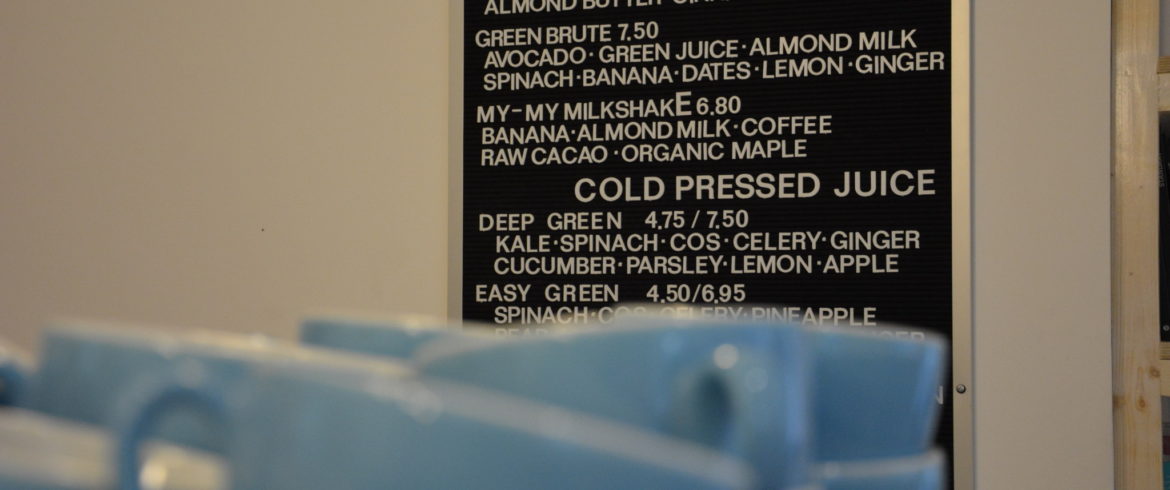 ALMOND BUTTER
GREEN BRUTE 7.50
AVOCADO · GREEN JUICE · ALMOND MILK
SPINACH · BANANA · DATES · LEMON · GINGER
MY-MY MILKSHAKE 6.80
BANANA · ALMOND MILK · COFFEE
RAW CACAO · ORGANIC MAPLE
COLD PRESSED JUICE
DEEP GREEN 4.75 / 7.50
KALE · SPINACH · COS · CELERY · GINGER
CUCUMBER · PARSLEY · LEMON · APPLE
EASY GREEN 4.50/6.95
SPINACH · COS · CELERY · PINEAPPLE